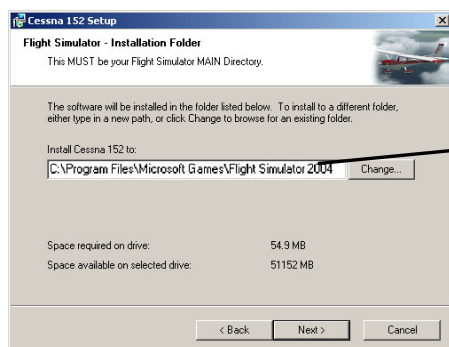 Cessna 152 Setup
Flight Simulator - Installation Folder
This MUST be your Flight Simulator MAIN Directory.
The software will be installed in the folder listed below. To install to a different folder,
either type in a new path, or click Change to browse for an existing folder.
Install Cessna 152 to:
C:\Program Files\Microsoft Games\Flight Simulator 2004
Change...
Space required on drive: 54.9 MB
Space available on selected drive: 51152 MB
< Back Next > Cancel